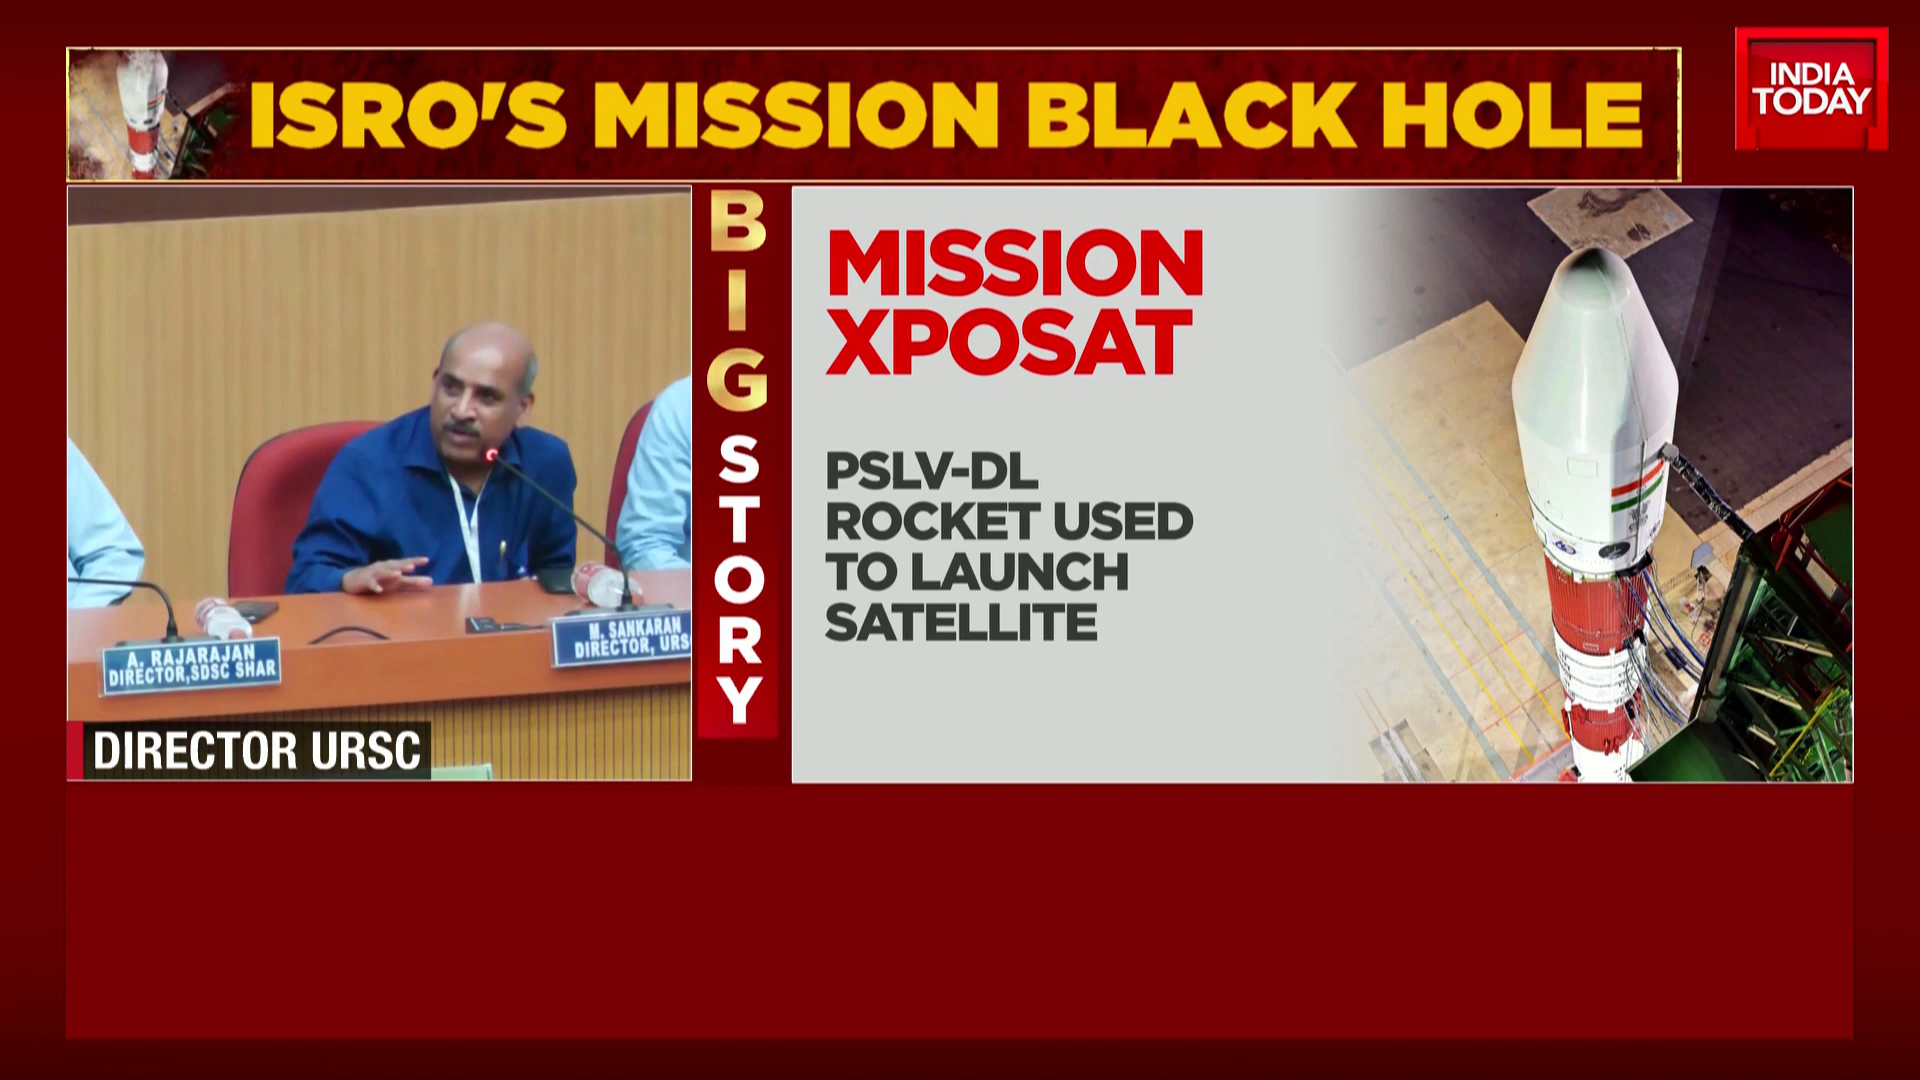 ISRO'S MISSION BLACK HOLE
INDIA
TODAY
BIG STORY
MISSION
XPOSAT
PSLV-DL
ROCKET USED
TO LAUNCH
SATELLITE
A. RAJARAJAN
DIRECTOR, SDSC SHAR
M. SANKARAN
DIRECTOR, URS
DIRECTOR URSC